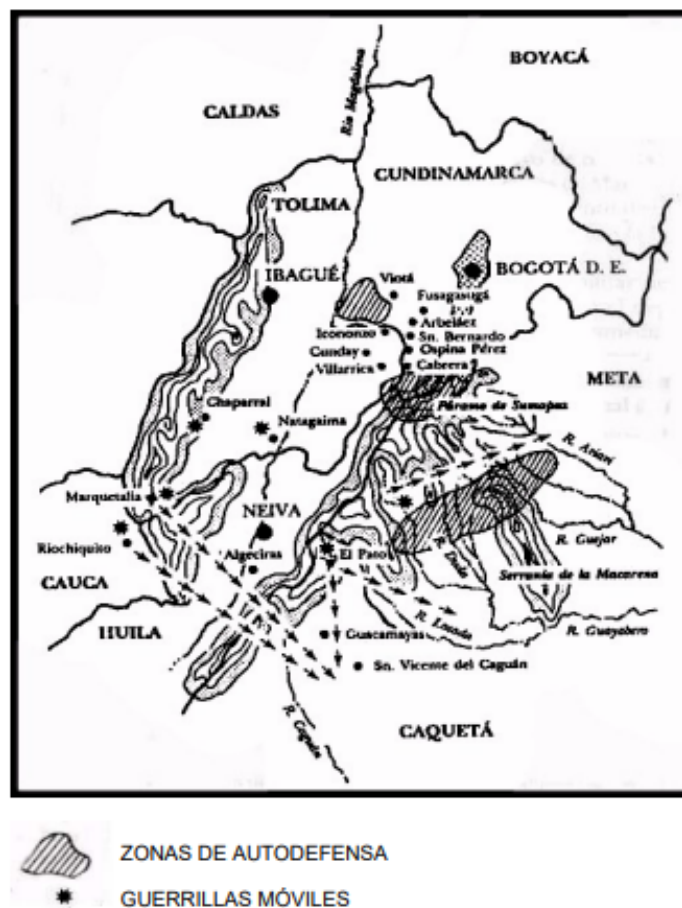 BOYACÁ
CALDAS
Río Magdalena
CUNDINAMARCA
TOLIMA
IBAGUÉ
BOGOTÁ D. E.
Viotá
Fusagasugá
Arbeláez
Icononzo
Sn. Bernardo
Cunday
Ospina Pérez
Villarrica
Cabrera
META
Páramo de Sumapaz
Chaparral
Natagaima
R. Ariari
Marquetalia
NEIVA
Riochiquito
Algeciras
El Pato
R. Duda
R. Guejar
CAUCA
Serranía de la Macarena
HUILA
R. Losada
R. Guayabero
Guacamayas
Sn. Vicente del Caguán
R. Caguán
CAQUETÁ
ZONAS DE AUTODEFENSA
GUERRILLAS MÓVILES